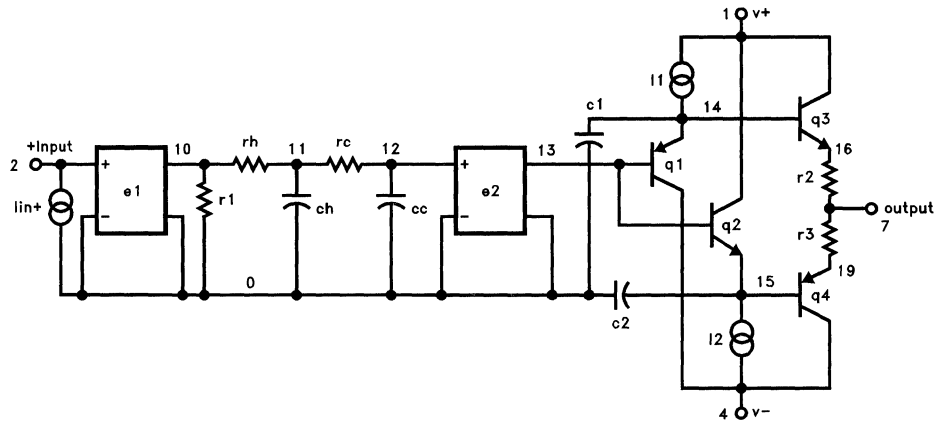 1 v+
I1
c1
14
q3
+Input
10
rh
11
rc
12
13
16
2
+
e1
+
e2
q1
r2
r1
Iin+
−
ch
cc
−
q2
output
7
r3
0
15
19
q4
c2
I2
4 v−